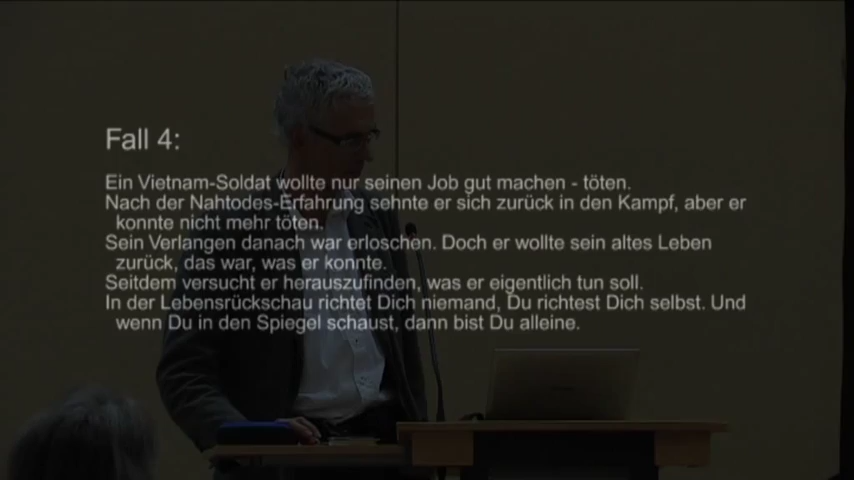 Fall 4:
Ein Vietnam-Soldat wollte nur seinen Job gut machen - töten.
Nach der Nahtodes-Erfahrung sehnte er sich zurück in den Kampf, aber er
konnte nicht mehr töten.
Sein Verlangen danach war erloschen. Doch er wollte sein altes Leben
zurück, das war, was er konnte.
Seitdem versucht er herauszufinden, was er eigentlich tun soll.
In der Lebensrückschau richtet Dich niemand, Du richtest Dich selbst. Und
wenn Du in den Spiegel schaust, dann bist Du alleine.